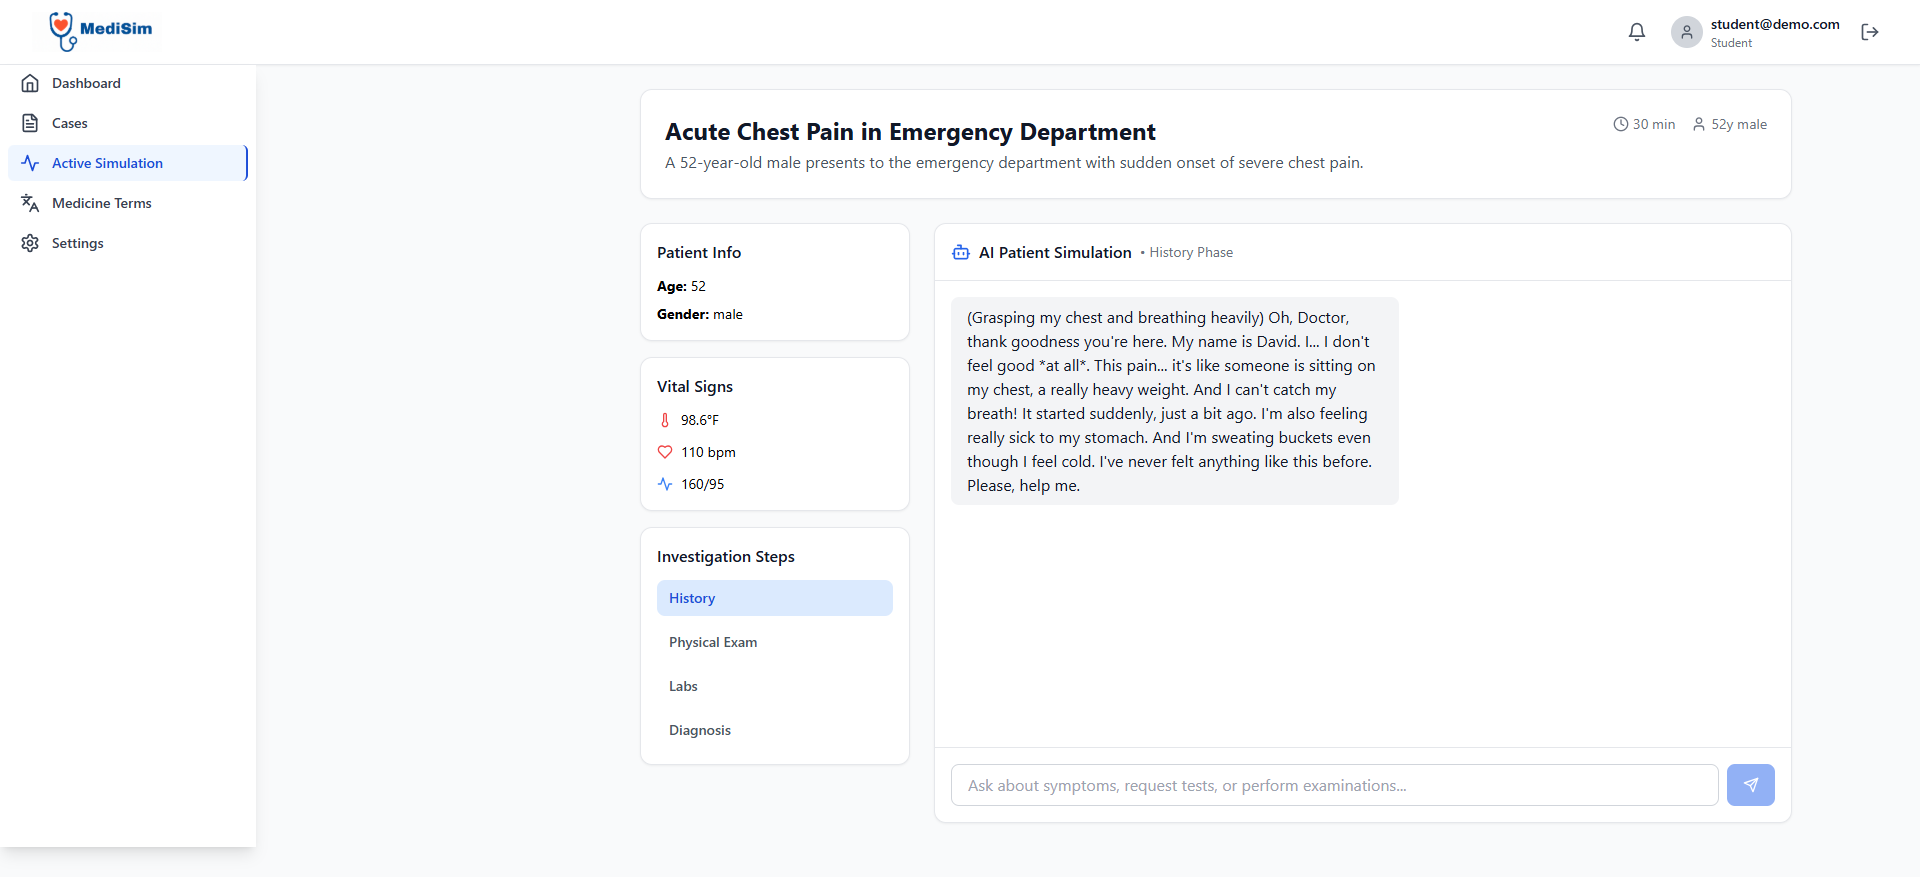 MediSim
student@demo.com
Student
Dashboard
Cases
Active Simulation
Medicine Terms
Settings
Acute Chest Pain in Emergency Department
30 min
52y male
A 52-year-old male presents to the emergency department with sudden onset of severe chest pain.
Patient Info
Age: 52
Gender: male
Vital Signs
98.6°F
110 bpm
160/95
Investigation Steps
History
Physical Exam
Labs
Diagnosis
AI Patient Simulation • History Phase
(Grasping my chest and breathing heavily) Oh, Doctor,
thank goodness you're here. My name is David. I... I don't
feel good *at all*. This pain... it's like someone is sitting on
my chest, a really heavy weight. And I can't catch my
breath! It started suddenly, just a bit ago. I'm also feeling
really sick to my stomach. And I'm sweating buckets even
though I feel cold. I've never felt anything like this before.
Please, help me.
Ask about symptoms, request tests, or perform examinations...